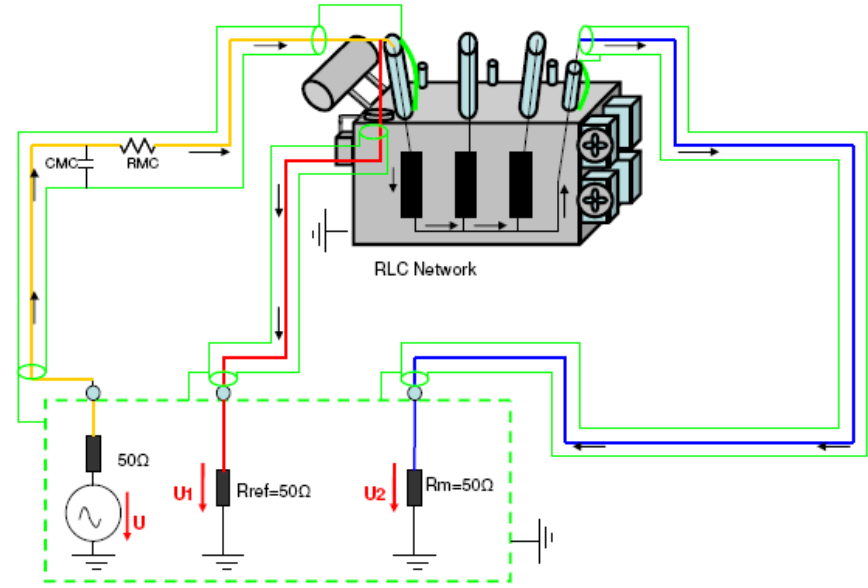 CMC
RMC
RLC Network
50Ω
U
U1
Rref=50Ω
U2
Rm=50Ω